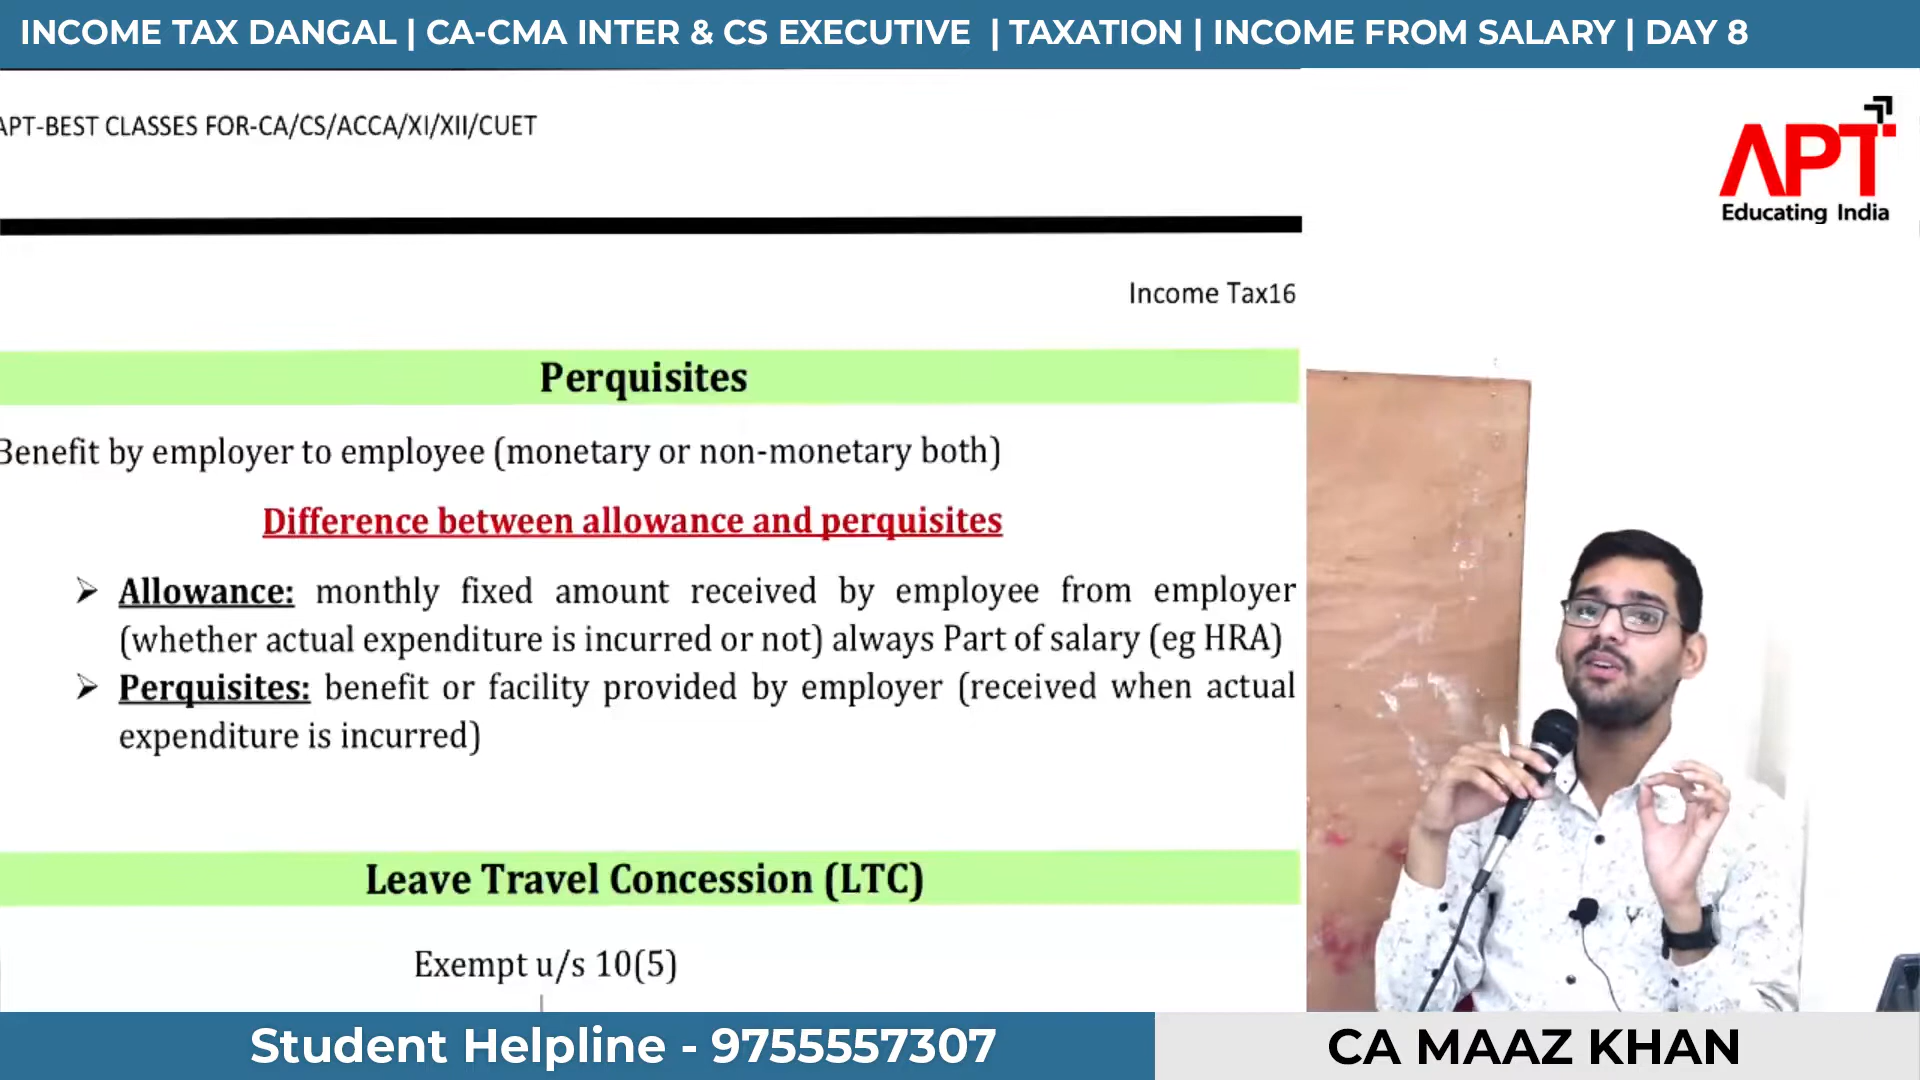 INCOME TAX DANGAL | CA-CMA INTER & CS EXECUTIVE | TAXATION | INCOME FROM SALARY | DAY 8
APT-BEST CLASSES FOR-CA/CS/ACCA/XI/XII/CUET
APT
Educating India
Income Tax16
Perquisites
Benefit by employer to employee (monetary or non-monetary both)
Difference between allowance and perquisites
➢ Allowance: monthly fixed amount received by employee from employer
(whether actual expenditure is incurred or not) always Part of salary (eg HRA)
➢ Perquisites: benefit or facility provided by employer (received when actual
expenditure is incurred)
Leave Travel Concession (LTC)
Exempt u/s 10(5)
Student Helpline - 9755557307
CA MAAZ KHAN